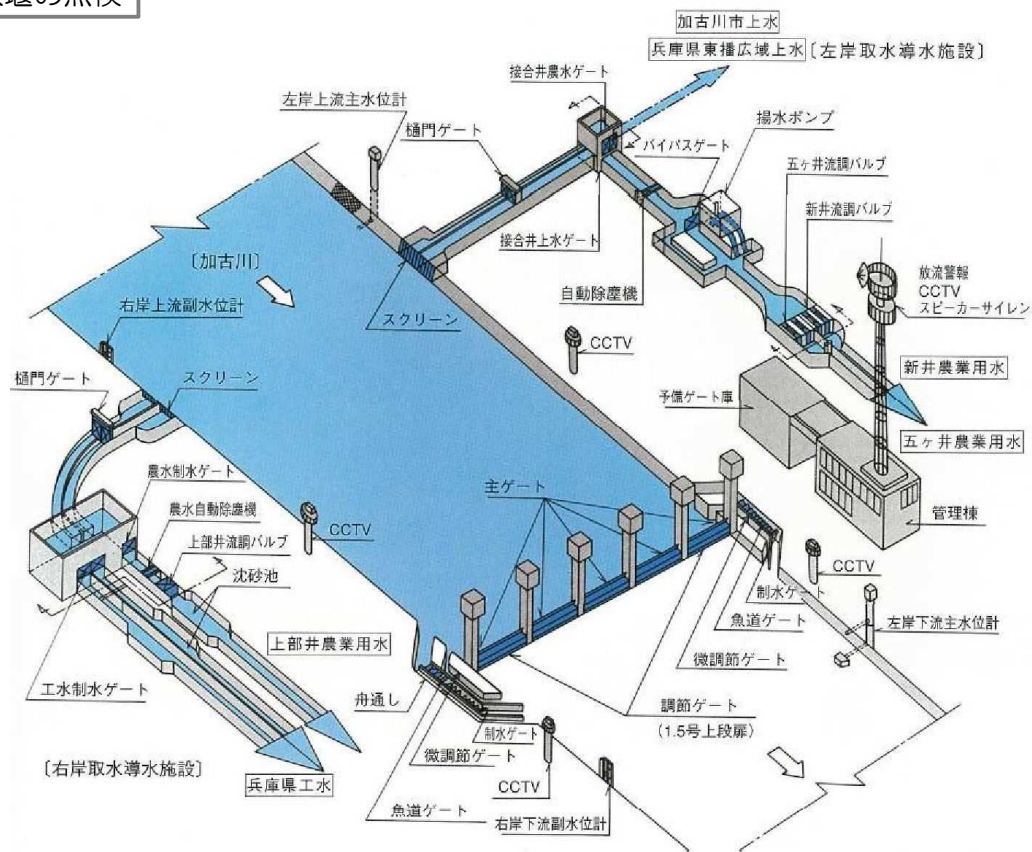 堰の点検
加古川市上水
兵庫県東播広域上水
〔左岸取水導水施設〕
接合井農水ゲート
左岸上流主水位計
樋門ゲート
揚水ポンプ
バイパスゲート
五ヶ井流調バルブ
新井流調バルブ
接合井上水ゲート
〔加古川〕
自動除塵機
放流警報
CCTV
スピーカーサイレン
右岸上流副水位計
スクリーン
CCTV
樋門ゲート
スクリーン
新井農業用水
予備ゲート庫
五ヶ井農業用水
農水制水ゲート
主ゲート
農水自動除塵機
CCTV
管理棟
上部井流調バルブ
沈砂池
CCTV
制水ゲート
魚道ゲート
左岸下流主水位計
上部井農業用水
微調節ゲート
工水制水ゲート
舟通し
調節ゲート
(1.5号上段扉)
制水ゲート
微調節ゲート
〔右岸取水導水施設〕
兵庫県工水
CCTV
魚道ゲート
右岸下流副水位計